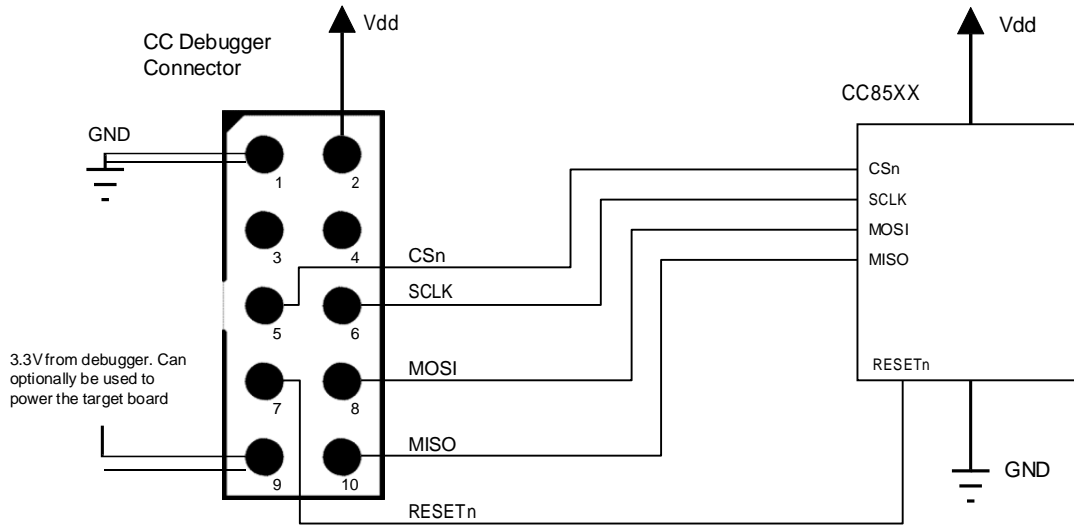 Vdd
CC Debugger
Connector
GND
1
2
3
4
5
6
7
8
9
10
3.3V from debugger. Can
optionally be used to
power the target board
CSn
SCLK
MOSI
MISO
RESETn
Vdd
CC85XX
CSn
SCLK
MOSI
MISO
RESETn
GND